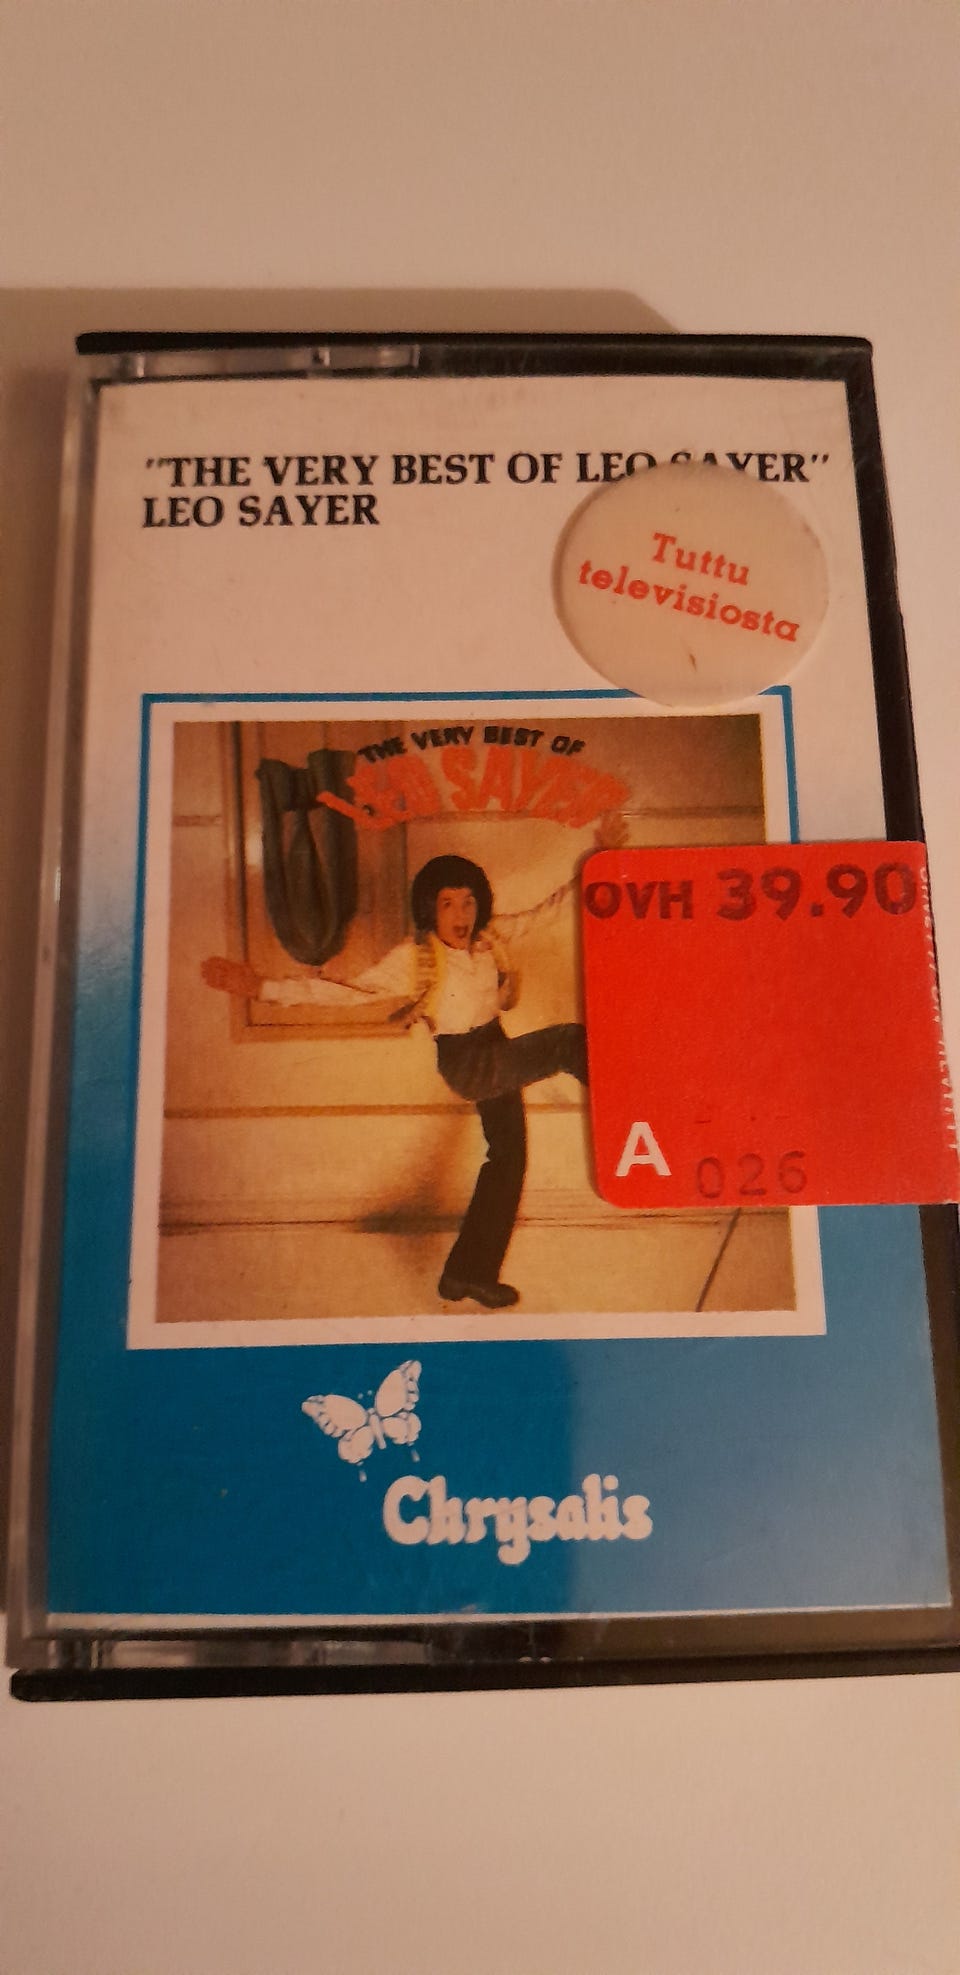 "THE VERY BEST OF LEO SAYER"
LEO SAYER
Tuttu
televisiosta
THE VERY BEST OF
LEO SAYER
OVH 39.90
A
026
Chrysalis